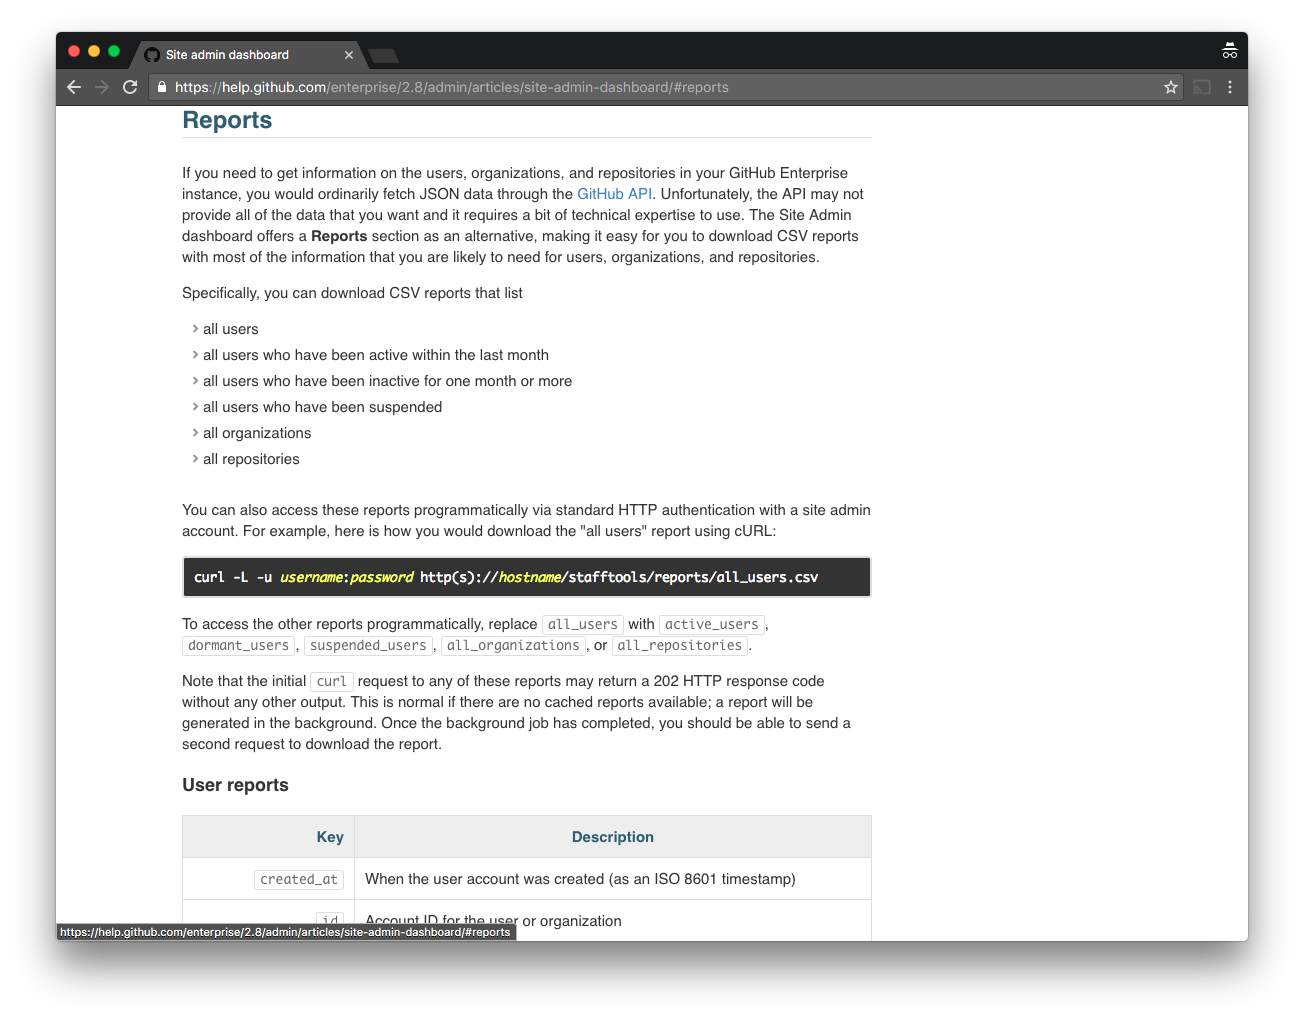 Site admin dashboard
https://help.github.com/enterprise/2.8/admin/articles/site-admin-dashboard/#reports
Reports
If you need to get information on the users, organizations, and repositories in your GitHub Enterprise
instance, you would ordinarily fetch JSON data through the GitHub API. Unfortunately, the API may not
provide all of the data that you want and it requires a bit of technical expertise to use. The Site Admin
dashboard offers a Reports section as an alternative, making it easy for you to download CSV reports
with most of the information that you are likely to need for users, organizations, and repositories.
Specifically, you can download CSV reports that list
all users
all users who have been active within the last month
all users who have been inactive for one month or more
all users who have been suspended
all organizations
all repositories
You can also access these reports programmatically via standard HTTP authentication with a site admin
account. For example, here is how you would download the "all users" report using cURL:
curl -L -u username:password http(s)://hostname/stafftools/reports/all_users.csv
To access the other reports programmatically, replace all_users with active_users,
dormant_users, suspended_users, all_organizations, or all_repositories.
Note that the initial curl request to any of these reports may return a 202 HTTP response code
without any other output. This is normal if there are no cached reports available; a report will be
generated in the background. Once the background job has completed, you should be able to send a
second request to download the report.
User reports
Key Description
created_at When the user account was created (as an ISO 8601 timestamp)
id Account ID for the user or organization
https://help.github.com/enterprise/2.8/admin/articles/site-admin-dashboard/#reports